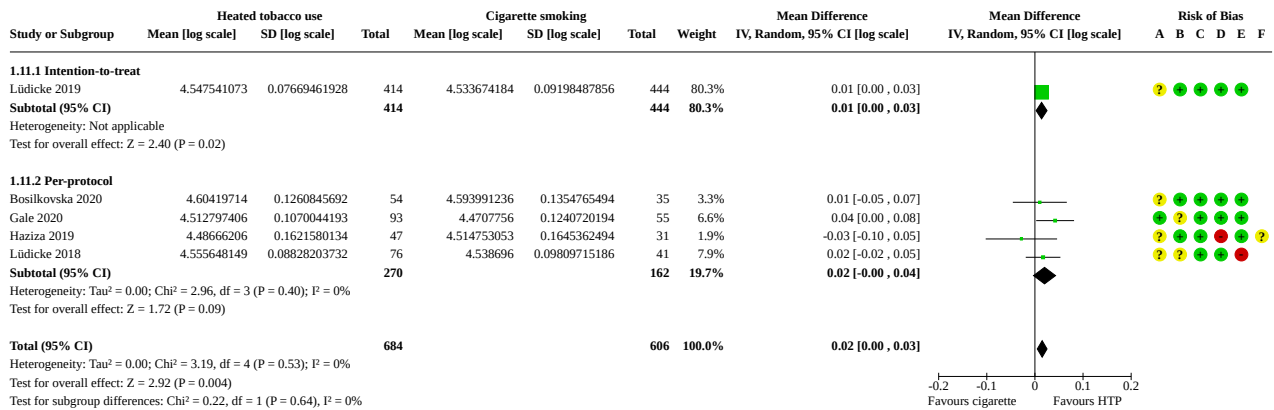 Heated tobacco use Cigarette smoking Mean Difference Mean Difference Risk of Bias
Study or Subgroup Mean [log scale] SD [log scale] Total Mean [log scale] SD [log scale] Total Weight IV, Random, 95% CI [log scale] IV, Random, 95% CI [log scale] A B C D E F
1.11.1 Intention-to-treat
Lüdicke 2019 4.547541073 0.07669461928 414 4.533674184 0.09198487856 444 80.3% 0.01 [0.00 , 0.03] ? + + + +
Subtotal (95% CI) 414 444 80.3% 0.01 [0.00 , 0.03]
Heterogeneity: Not applicable
Test for overall effect: Z = 2.40 (P = 0.02)
1.11.2 Per-protocol
Bosilkovska 2020 4.60419714 0.1260845692 54 4.593991236 0.1354765494 35 3.3% 0.01 [-0.05 , 0.07] ? + + + +
Gale 2020 4.512797406 0.1070044193 93 4.4707756 0.1240720194 55 6.6% 0.04 [0.00 , 0.08] + ? + + +
Haziza 2019 4.48666206 0.1621580134 47 4.514753053 0.1645362494 31 1.9% -0.03 [-0.10 , 0.05] ? + + - + ?
Lüdicke 2018 4.555648149 0.08828203732 76 4.538696 0.09809715186 41 7.9% 0.02 [-0.02 , 0.05] ? ? + + -
Subtotal (95% CI) 270 162 19.7% 0.02 [-0.00 , 0.04]
Heterogeneity: Tau² = 0.00; Chi² = 2.96, df = 3 (P = 0.40); I² = 0%
Test for overall effect: Z = 1.72 (P = 0.09)
Total (95% CI) 684 606 100.0% 0.02 [0.00 , 0.03]
Heterogeneity: Tau² = 0.00; Chi² = 3.19, df = 4 (P = 0.53); I² = 0%
Test for overall effect: Z = 2.92 (P = 0.004)
Test for subgroup differences: Chi² = 0.22, df = 1 (P = 0.64), I² = 0%
-0.2 -0.1 0 0.1 0.2
Favours cigarette Favours HTP